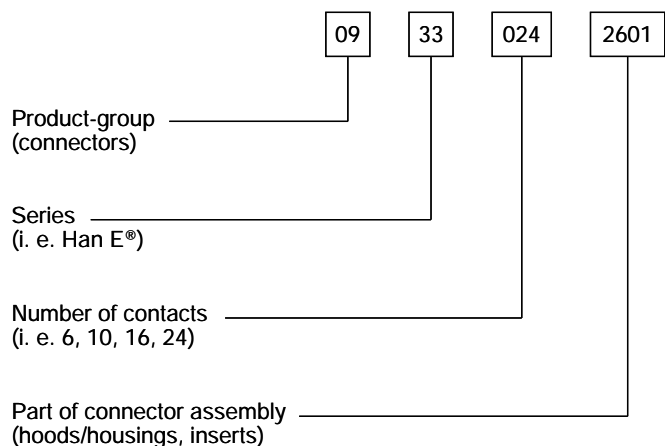 09 33 024 2601
Product-group
(connectors)
Series
(i. e. Han E®)
Number of contacts
(i. e. 6, 10, 16, 24)
Part of connector assembly
(hoods/housings, inserts)